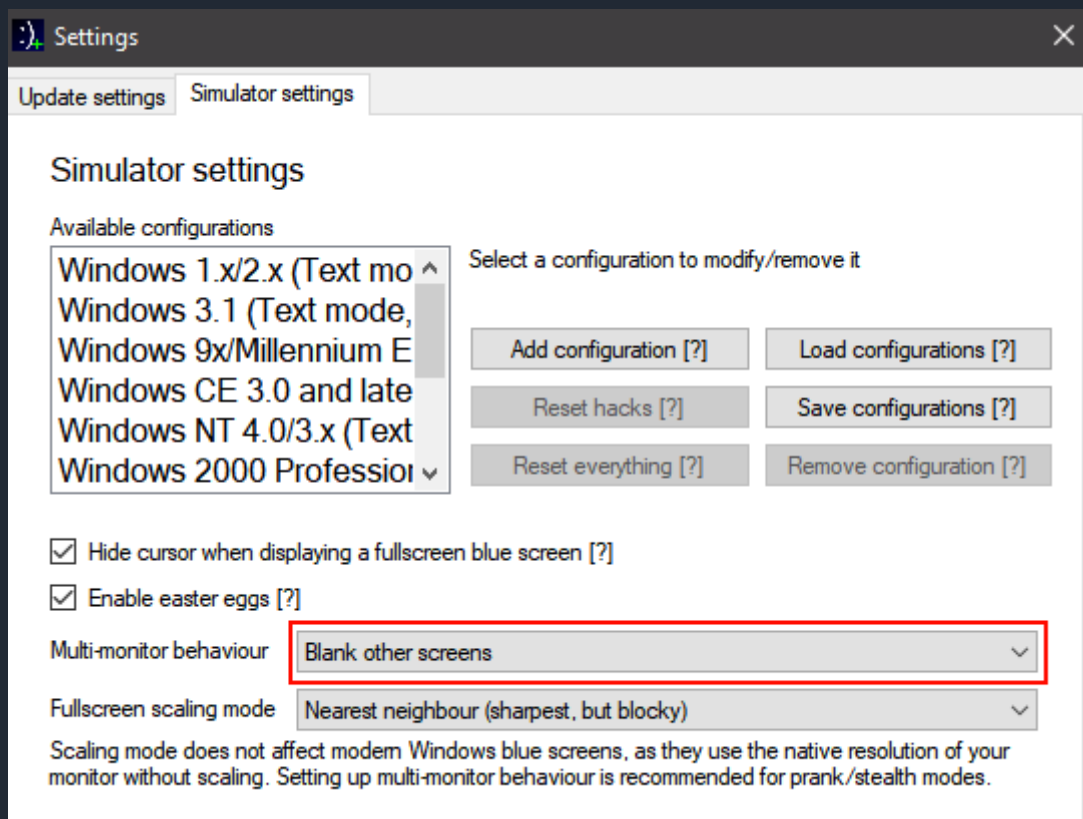 Settings
Update settings
Simulator settings
Simulator settings
Available configurations
Windows 1.x/2.x (Text mo
Windows 3.1 (Text mode,
Windows 9x/Millennium E
Windows CE 3.0 and late
Windows NT 4.0/3.x (Text
Windows 2000 Profession
Select a configuration to modify/remove it
Add configuration [?]
Load configurations [?]
Reset hacks [?]
Save configurations [?]
Reset everything [?]
Remove configuration [?]
Hide cursor when displaying a fullscreen blue screen [?]
Enable easter eggs [?]
Multi-monitor behaviour
Blank other screens
Fullscreen scaling mode
Nearest neighbour (sharpest, but blocky)
Scaling mode does not affect modern Windows blue screens, as they use the native resolution of your
monitor without scaling. Setting up multi-monitor behaviour is recommended for prank/stealth modes.